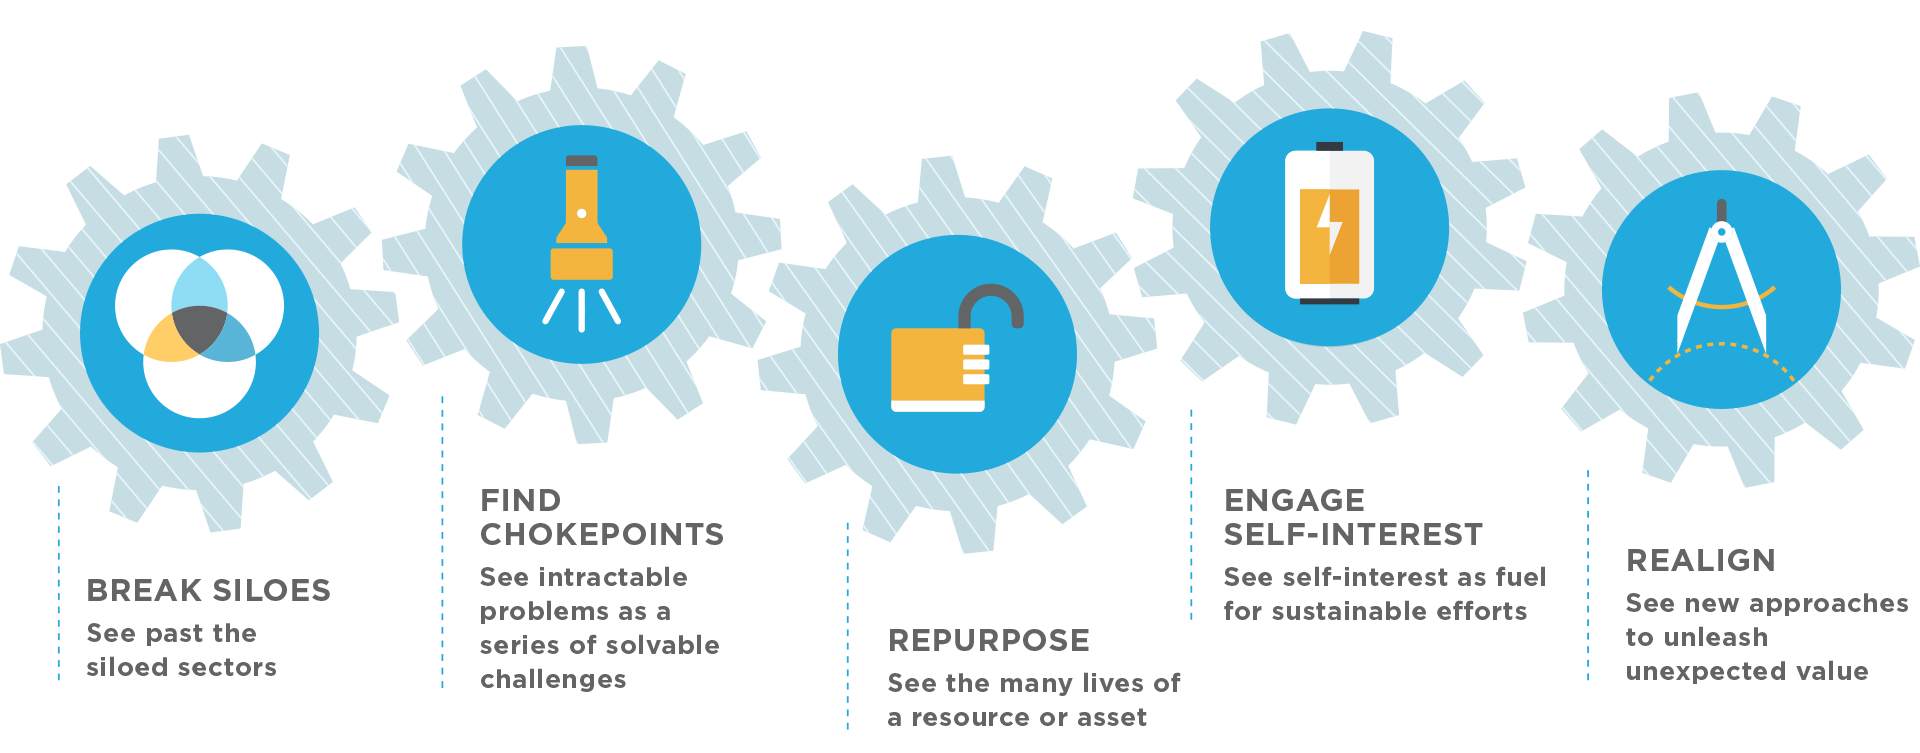 BREAK SILOES
See past the
siloed sectors
FIND
CHOKEPOINTS
See intractable
problems as a
series of solvable
challenges
REPURPOSE
See the many lives of
a resource or asset
ENGAGE
SELF-INTEREST
See self-interest as fuel
for sustainable efforts
REALIGN
See new approaches
to unleash
unexpected value